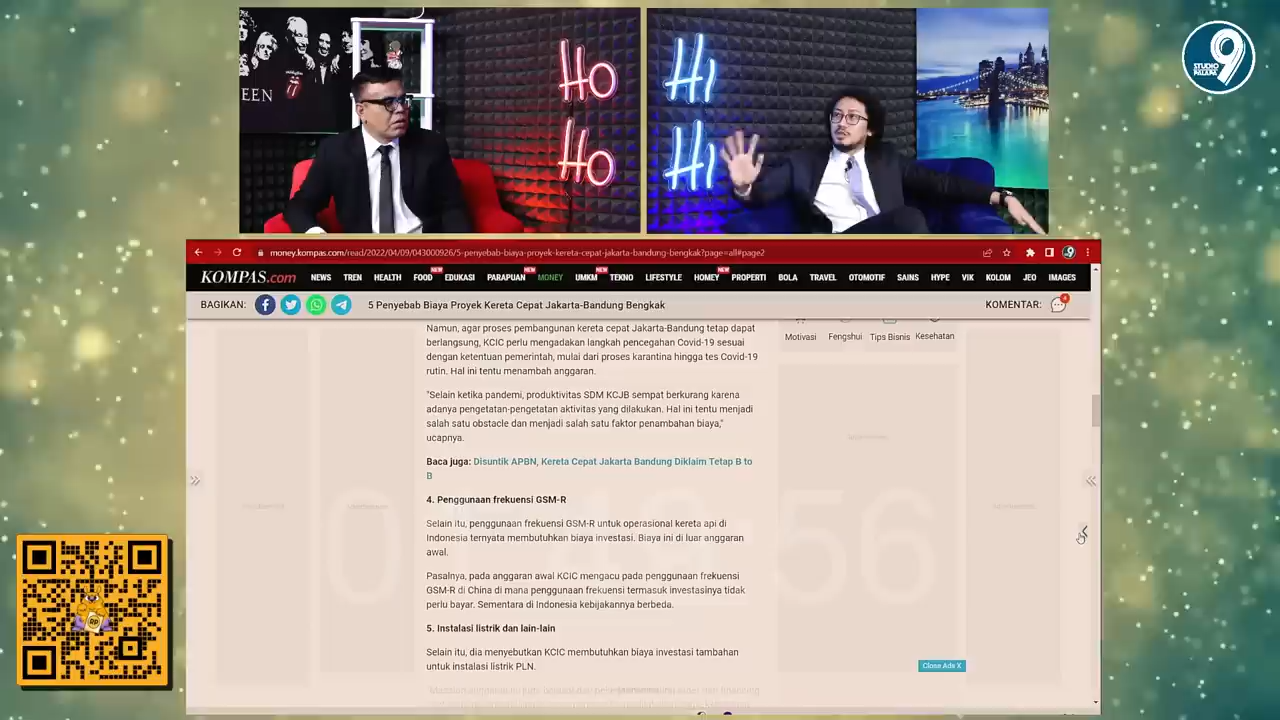 EEN
Ho
Ho
Hi
Hi
STUDIO
PALAPA
9
money.kompas.com/read/2022/04/09/043000926/5-penyebab-biaya-proyek-kereta-cepat-jakarta-bandung-bengkak?page=all#page2
KOMPAS.com NEWS TREN HEALTH FOOD NEW EDUKASI PARAPUAN NEW MONEY UMKM NEW TEKNO LIFESTYLE HOMEY NEW PROPERTI BOLA TRAVEL OTOMOTIF SAINS HYPE VIK KOLOM JEO IMAGES
BAGIKAN: 5 Penyebab Biaya Proyek Kereta Cepat Jakarta-Bandung Bengkak KOMENTAR: 4
Motivasi Fengshui Tips Bisnis Kesehatan
Namun, agar proses pembangunan kereta cepat Jakarta-Bandung tetap dapat
berlangsung, KCIC perlu mengadakan langkah pencegahan Covid-19 sesuai
dengan ketentuan pemerintah, mulai dari proses karantina hingga tes Covid-19
rutin. Hal ini tentu menambah anggaran.
"Selain ketika pandemi, produktivitas SDM KCJB sempat berkurang karena
adanya pengetatan-pengetatan aktivitas yang dilakukan. Hal ini tentu menjadi
salah satu obstacle dan menjadi salah satu faktor penambahan biaya,"
ucapnya.
Baca juga: Disuntik APBN, Kereta Cepat Jakarta Bandung Diklaim Tetap B to
B
4. Penggunaan frekuensi GSM-R
Selain itu, penggunaan frekuensi GSM-R untuk operasional kereta api di
Indonesia ternyata membutuhkan biaya investasi. Biaya ini di luar anggaran
awal.
Pasalnya, pada anggaran awal KCIC mengacu pada penggunaan frekuensi
GSM-R di China di mana penggunaan frekuensi termasuk investasinya tidak
perlu bayar. Sementara di Indonesia kebijakannya berbeda.
5. Instalasi listrik dan lain-lain
Selain itu, dia menyebutkan KCIC membutuhkan biaya investasi tambahan
untuk instalasi listrik PLN.
Close Ads X
RP